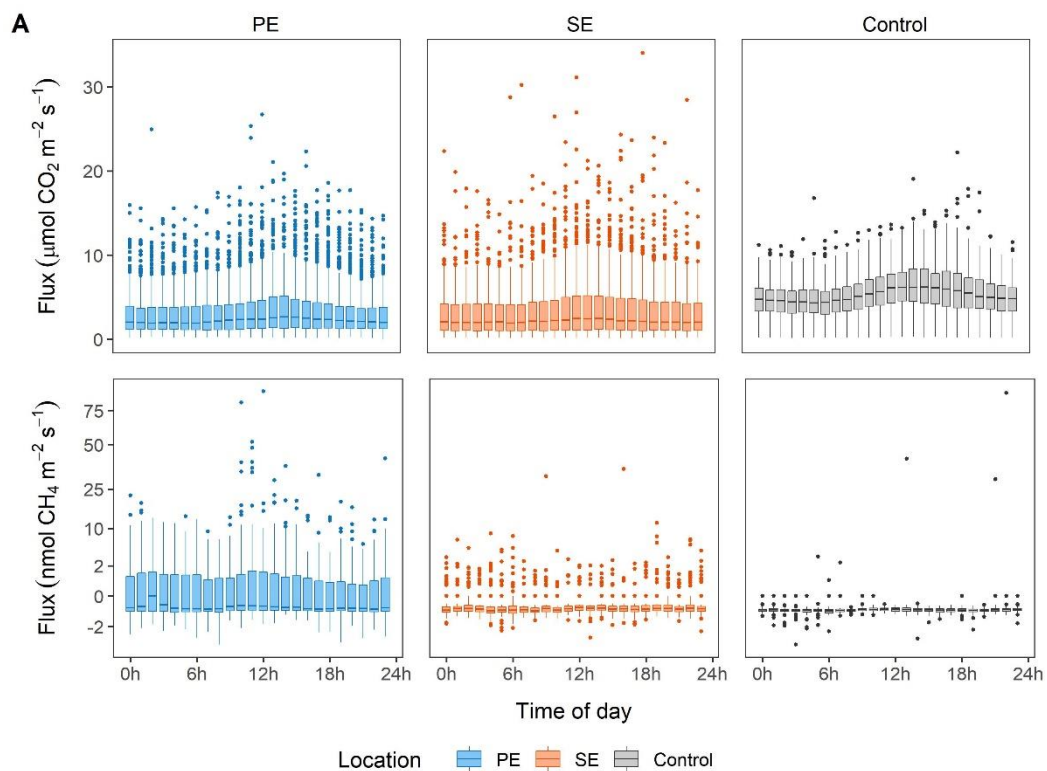 A
PE SE Control
Flux (μmol CO₂ m⁻² s⁻¹)
30
20
10
0
Flux (nmol CH₄ m⁻² s⁻¹)
75
50
25
10
2
0
-2
0h 6h 12h 18h 24h 0h 6h 12h 18h 24h 0h 6h 12h 18h 24h
Time of day
Location PE SE Control